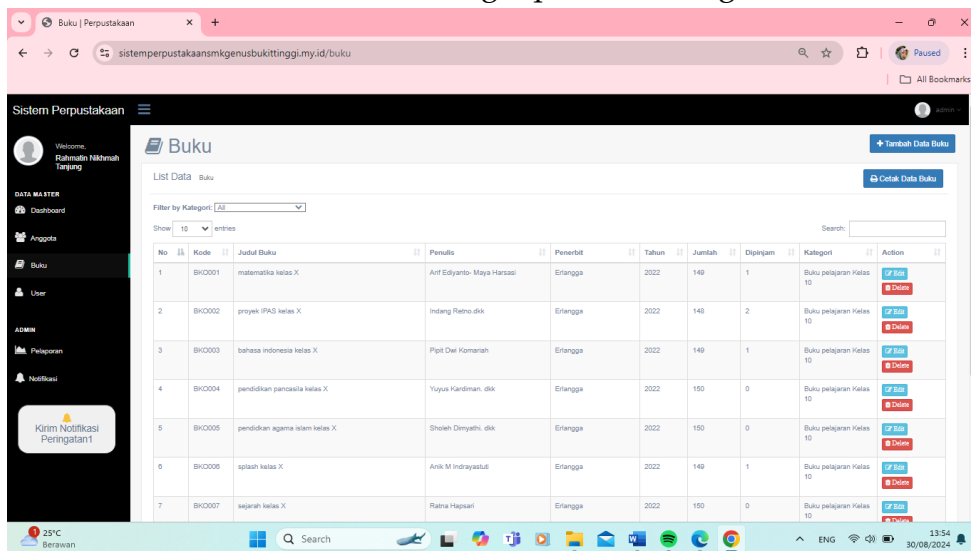 Buku | Perpustakaan
sistemperpustakaansmkgenusbukittinggi.my.id/buku
Paused
All Bookmarks
Sistem Perpustakaan
admin
Welcome,
Rahmatin Nikhmah Tanjung
DATA MASTER
Dashboard
Anggota
Buku
User
ADMIN
Pelaporan
Notifikasi
Kirim Notifikasi
Peringatan1
Buku
+ Tambah Data Buku
List Data Buku
Cetak Data Buku
Filter by Kategori: All
Show 10 entries
Search:
No Kode Judul Buku Penulis Penerbit Tahun Jumlah Dipinjam Kategori Action
1 BK0001 matematika kelas X Arif Ediyanto- Maya Harsasi Erlangga 2022 149 1 Buku pelajaran Kelas 10 Edit Delete
2 BK0002 proyek IPAS kelas X Indang Retno.dkk Erlangga 2022 148 2 Buku pelajaran Kelas 10 Edit Delete
3 BK0003 bahasa indonesia kelas X Pipit Dwi Komariah Erlangga 2022 149 1 Buku pelajaran Kelas 10 Edit Delete
4 BK0004 pendidikan pancasila kelas X Yuyus Kardiman. dkk Erlangga 2022 150 0 Buku pelajaran Kelas 10 Edit Delete
5 BK0005 pendidkan agama islam kelas X Sholeh Dimyathi. dkk Erlangga 2022 150 0 Buku pelajaran Kelas 10 Edit Delete
6 BK0006 splash kelas X Anik M Indrayastuti Erlangga 2022 149 1 Buku pelajaran Kelas 10 Edit Delete
7 BK0007 sejarah kelas X Ratna Hapsari Erlangga 2022 150 0 Buku pelajaran Kelas 10 Edit Delete
1
25°C
Berawan
Search
ENG
13:54
30/08/2024